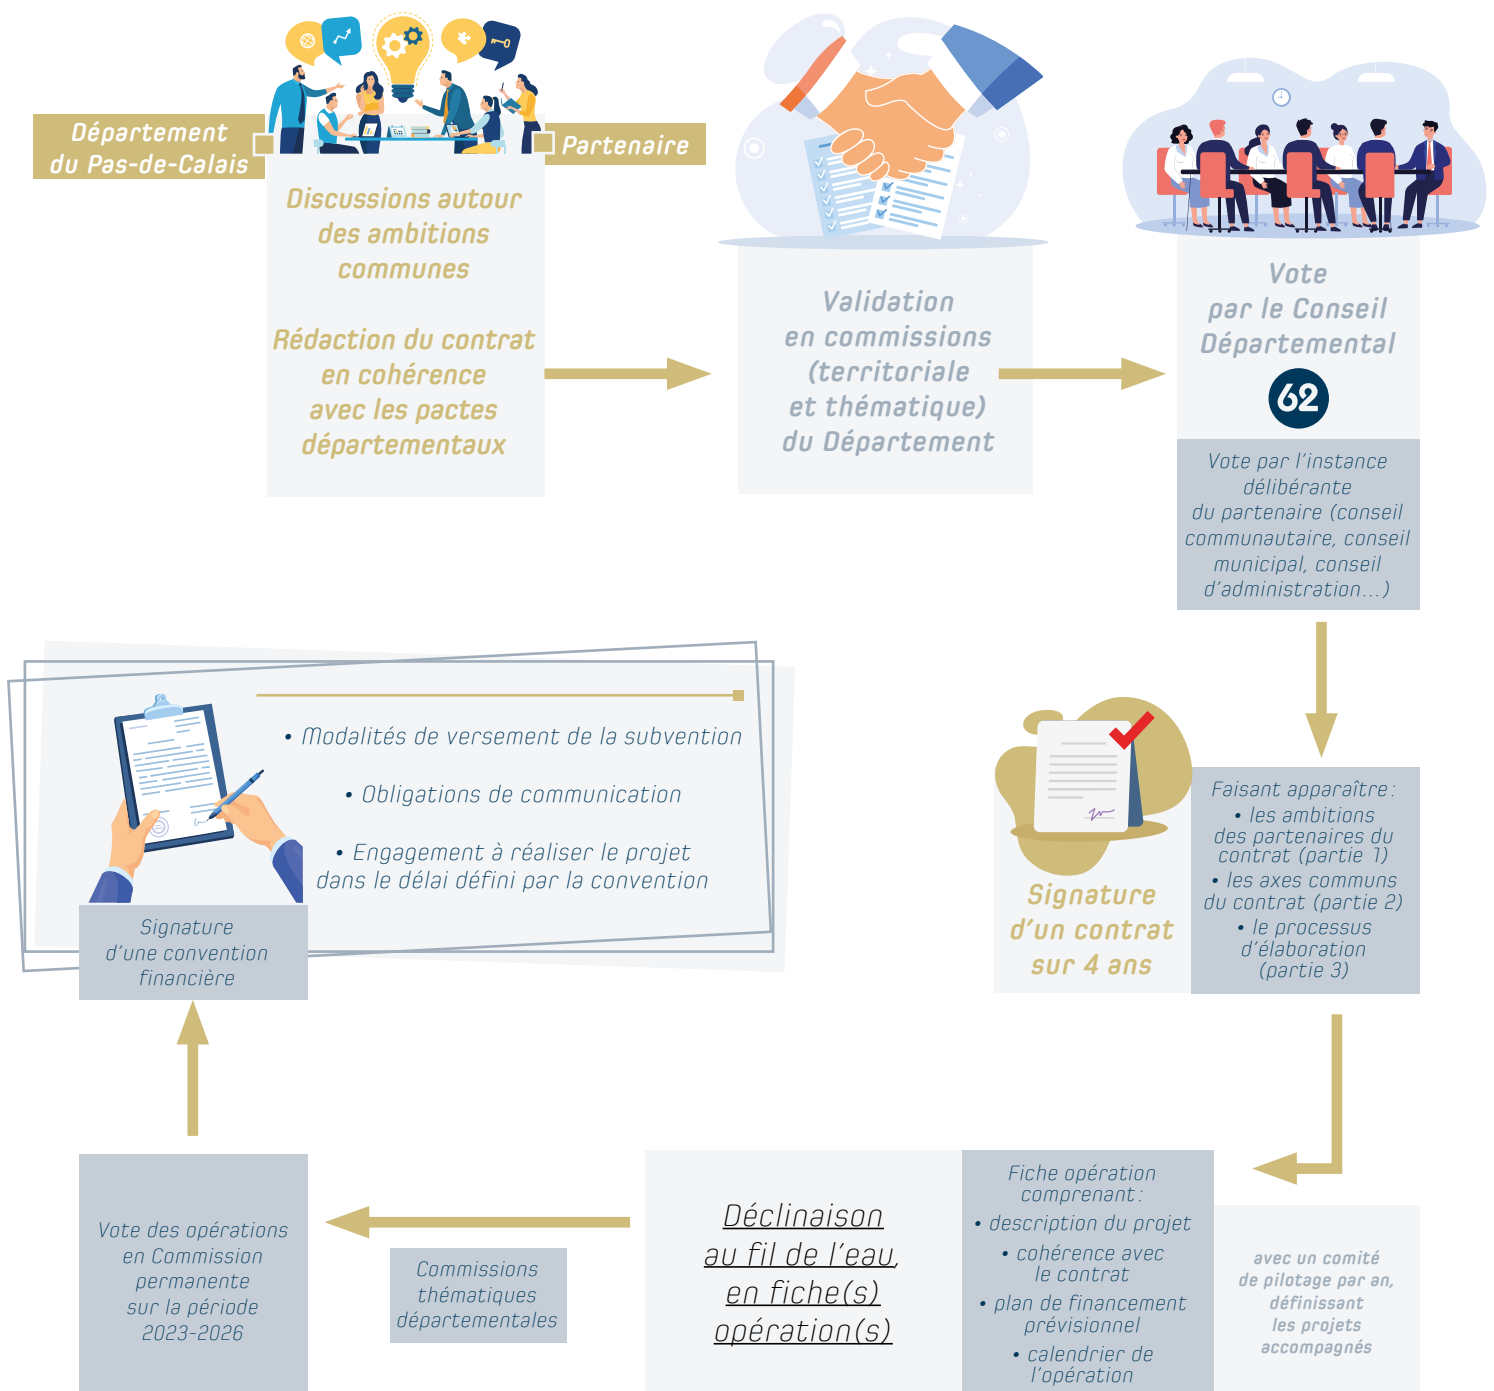 Département
du Pas-de-Calais
Partenaire
Discussions autour
des ambitions
communes
Rédaction du contrat
en cohérence
avec les pactes
départementaux
Validation
en commissions
(territoriale
et thématique)
du Département
Vote
par le Conseil
Départemental
62
Vote par l'instance
délibérante
du partenaire (conseil
communautaire, conseil
municipal, conseil
d'administration...)
Signature
d'un contrat
sur 4 ans
Faisant apparaître :
• les ambitions
des partenaires du
contrat (partie 1)
• les axes communs
du contrat (partie 2)
• le processus
d'élaboration
(partie 3)
avec un comité
de pilotage par an,
définissant
les projets
accompagnés
Déclinaison
au fil de l'eau,
en fiche(s)
opération(s)
Fiche opération
comprenant :
• description du projet
• cohérence avec
le contrat
• plan de financement
prévisionnel
• calendrier de
l'opération
Commissions
thématiques
départementales
Vote des opérations
en Commission
permanente
sur la période
2023-2026
Signature
d'une convention
financière
• Modalités de versement de la subvention
• Obligations de communication
• Engagement à réaliser le projet
dans le délai défini par la convention